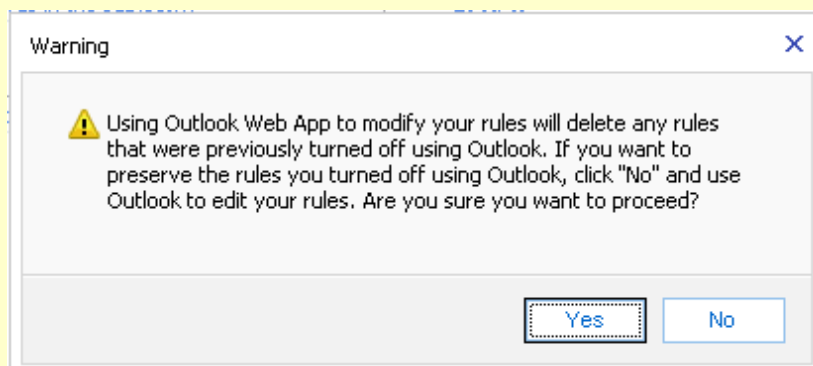 Warning
Using Outlook Web App to modify your rules will delete any rules
that were previously turned off using Outlook. If you want to
preserve the rules you turned off using Outlook, click "No" and use
Outlook to edit your rules. Are you sure you want to proceed?
Yes No